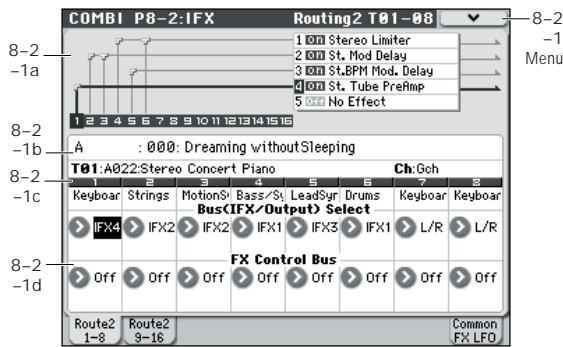 COMBI P8-2:IFX Routing2 T01-08
8-2
-1
Menu
8-2
-1a
1 On Stereo Limiter
2 On St. Mod Delay
3 On St.BPM Mod. Delay
4 On St. Tube PreAmp
5 Off No Effect
1 2 3 4 5 6 7 8 9 10 11 12 13 14 15 16
8-2
-1b
A :000: Dreaming withoutSleeping
T01:A022:Stereo Concert Piano Ch:Gch
8-2
-1c
1 2 3 4 5 6 7 8
Keyboar Strings MotionS Bass/Sy LeadSyr Drums Keyboar Keyboar
Bus(IFX/Output) Select
IFX4 IFX2 IFX2 IFX1 IFX3 IFX1 L/R L/R
FX Control Bus
8-2
-1d
Off Off Off Off Off Off Off Off
Route2 1-8
Route2 9-16
Common FX LFO